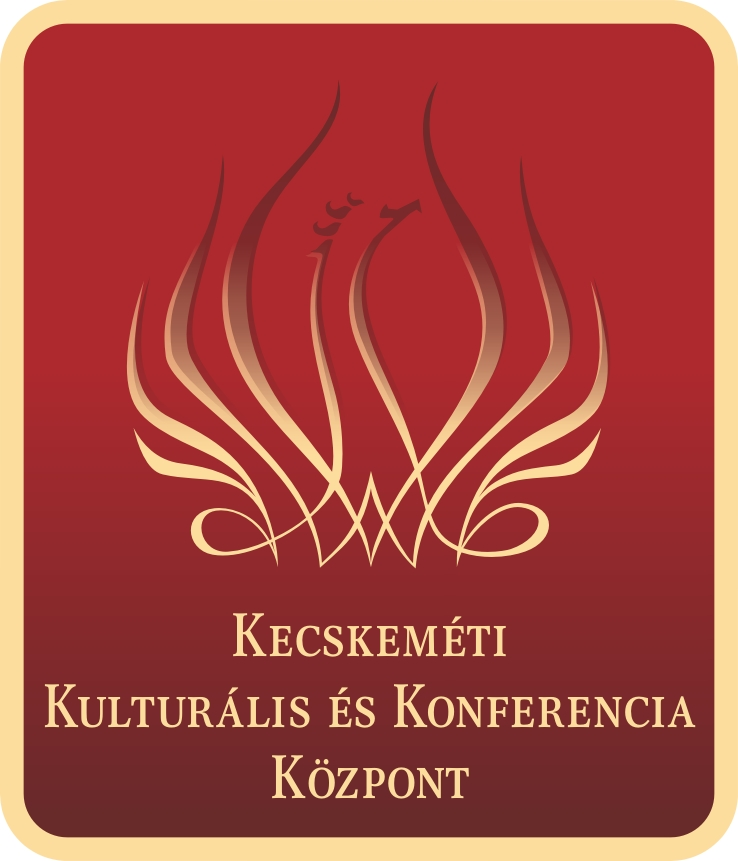 Kecskeméti
Kulturális és Konferencia
Központ